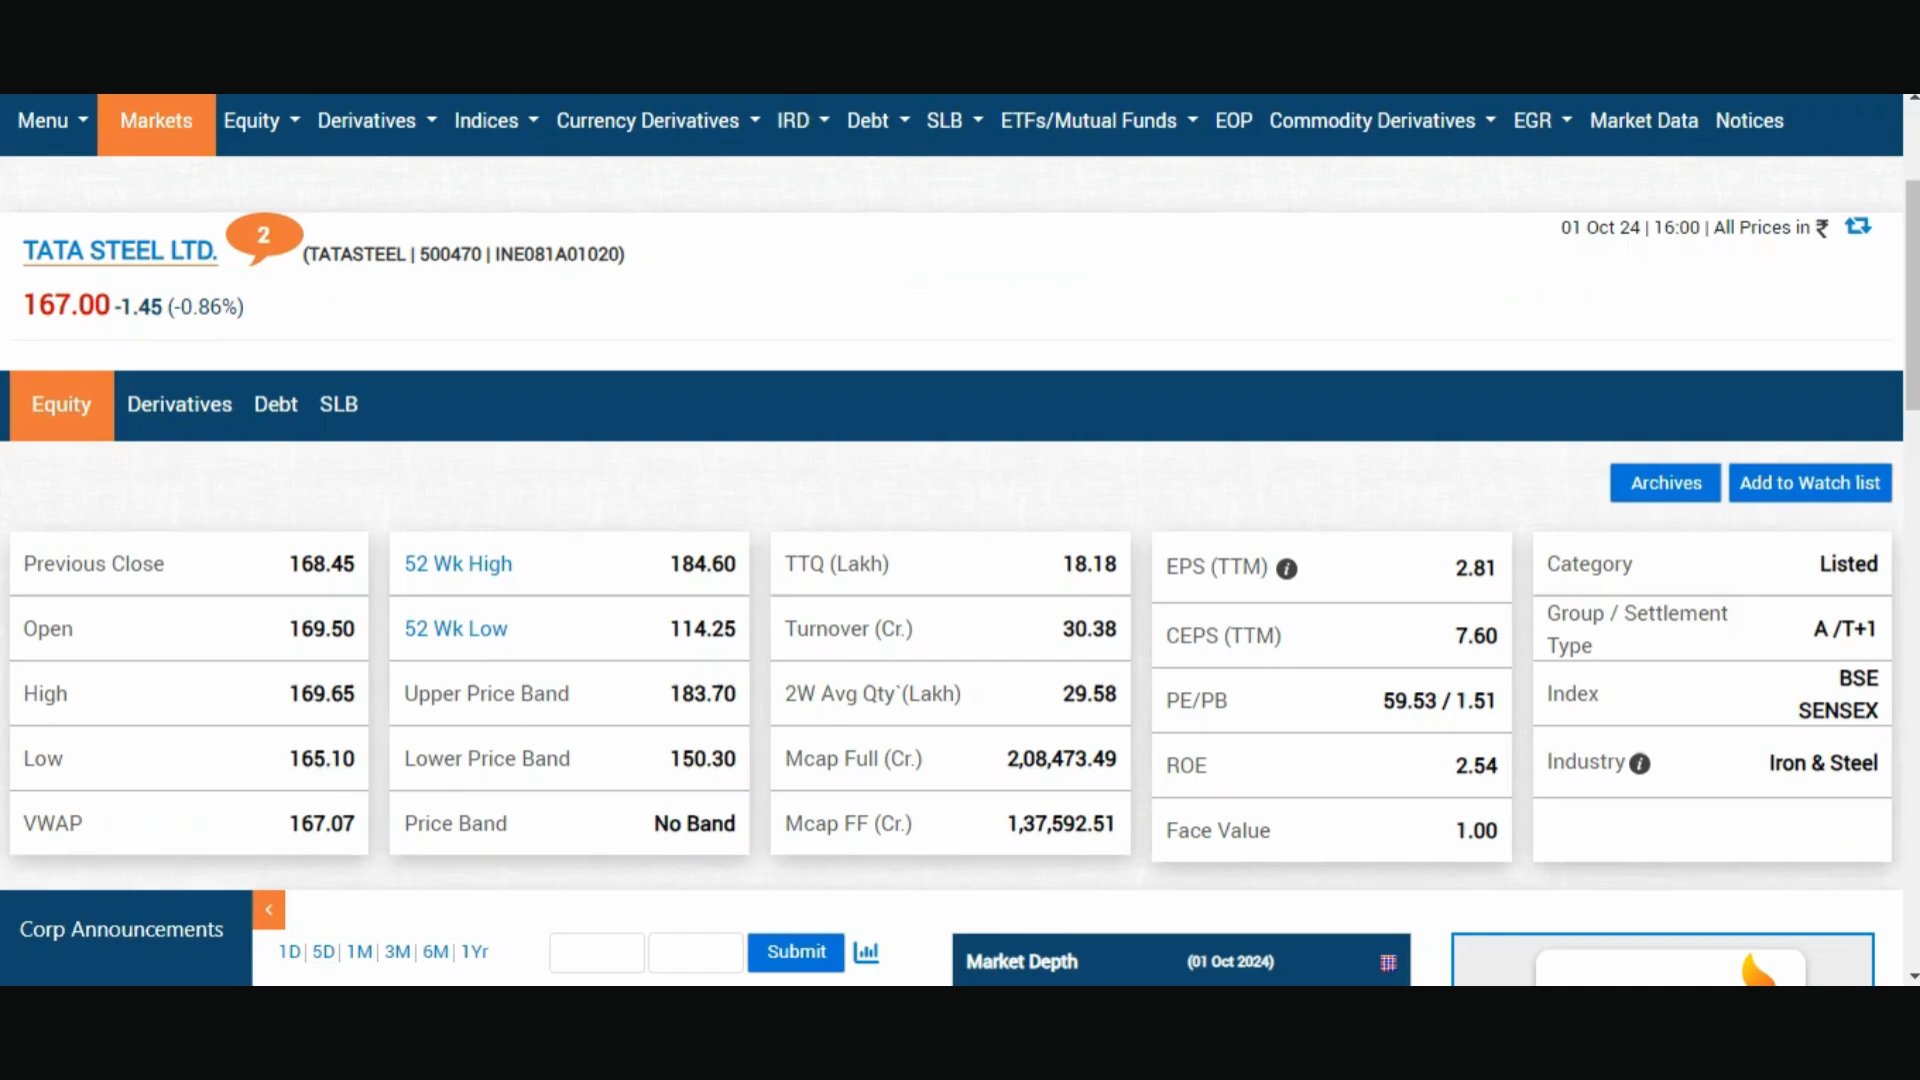 Menu Markets Equity Derivatives Indices Currency Derivatives IRD Debt SLB ETFs/Mutual Funds EOP Commodity Derivatives EGR Market Data Notices
01 Oct 24 | 16:00 | All Prices in ₹
TATA STEEL LTD. 2 (TATASTEEL | 500470 | INE081A01020)
167.00 -1.45 (-0.86%)
Equity Derivatives Debt SLB
Archives Add to Watch list
Previous Close 168.45
Open 169.50
High 169.65
Low 165.10
VWAP 167.07
52 Wk High 184.60
52 Wk Low 114.25
Upper Price Band 183.70
Lower Price Band 150.30
Price Band No Band
TTQ (Lakh) 18.18
Turnover (Cr.) 30.38
2W Avg Qty`(Lakh) 29.58
Mcap Full (Cr.) 2,08,473.49
Mcap FF (Cr.) 1,37,592.51
EPS (TTM) i 2.81
CEPS (TTM) 7.60
PE/PB 59.53 / 1.51
ROE 2.54
Face Value 1.00
Category Listed
Group / Settlement
Type A /T+1
Index BSE
SENSEX
Industry i Iron & Steel
Corp Announcements
1D | 5D | 1M | 3M | 6M | 1Yr Submit
Market Depth (01 Oct 2024)